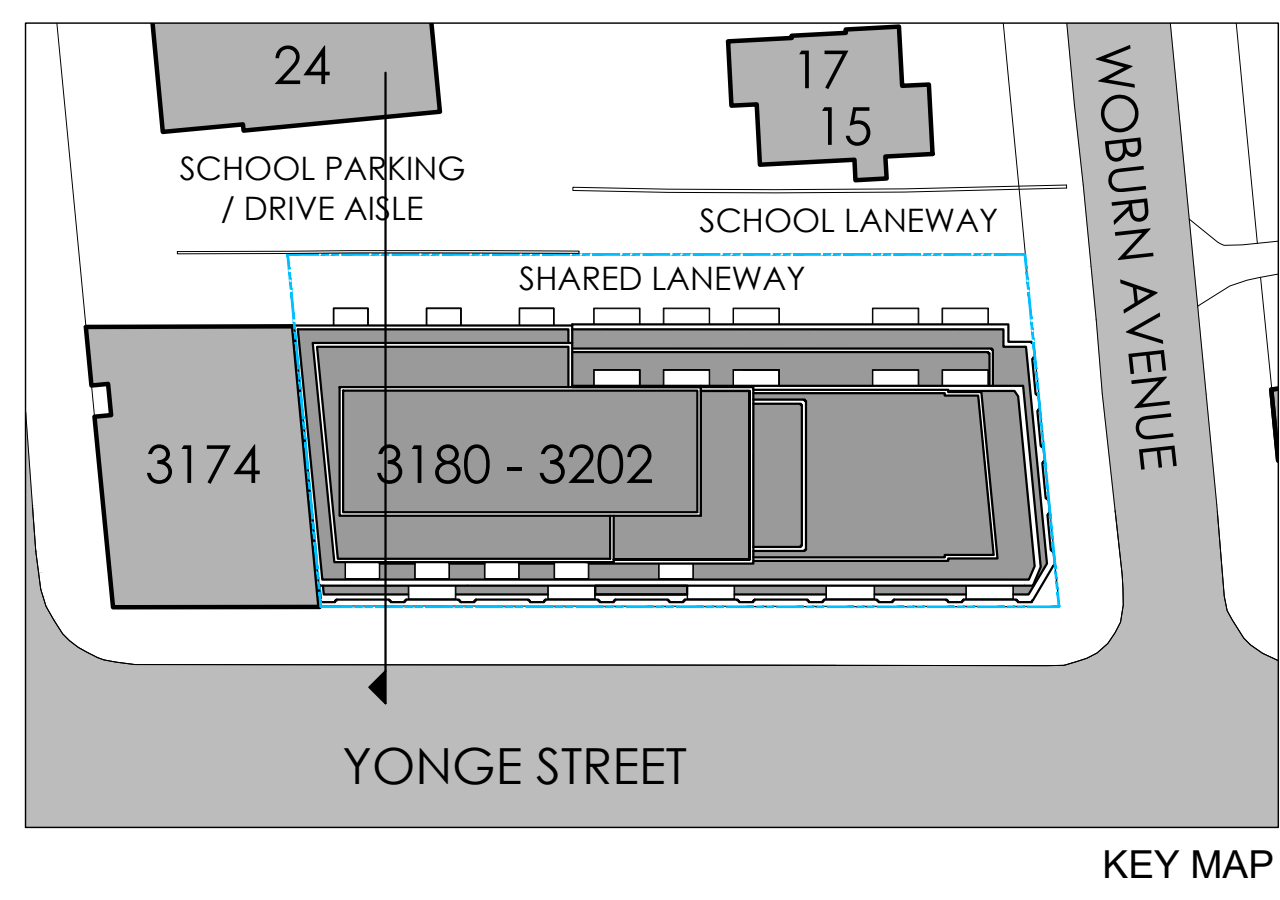 24
17
15
WOBURN AVENUE
SCHOOL PARKING
/ DRIVE AISLE
SCHOOL LANEWAY
SHARED LANEWAY
3174
3180 - 3202
YONGE STREET
KEY MAP